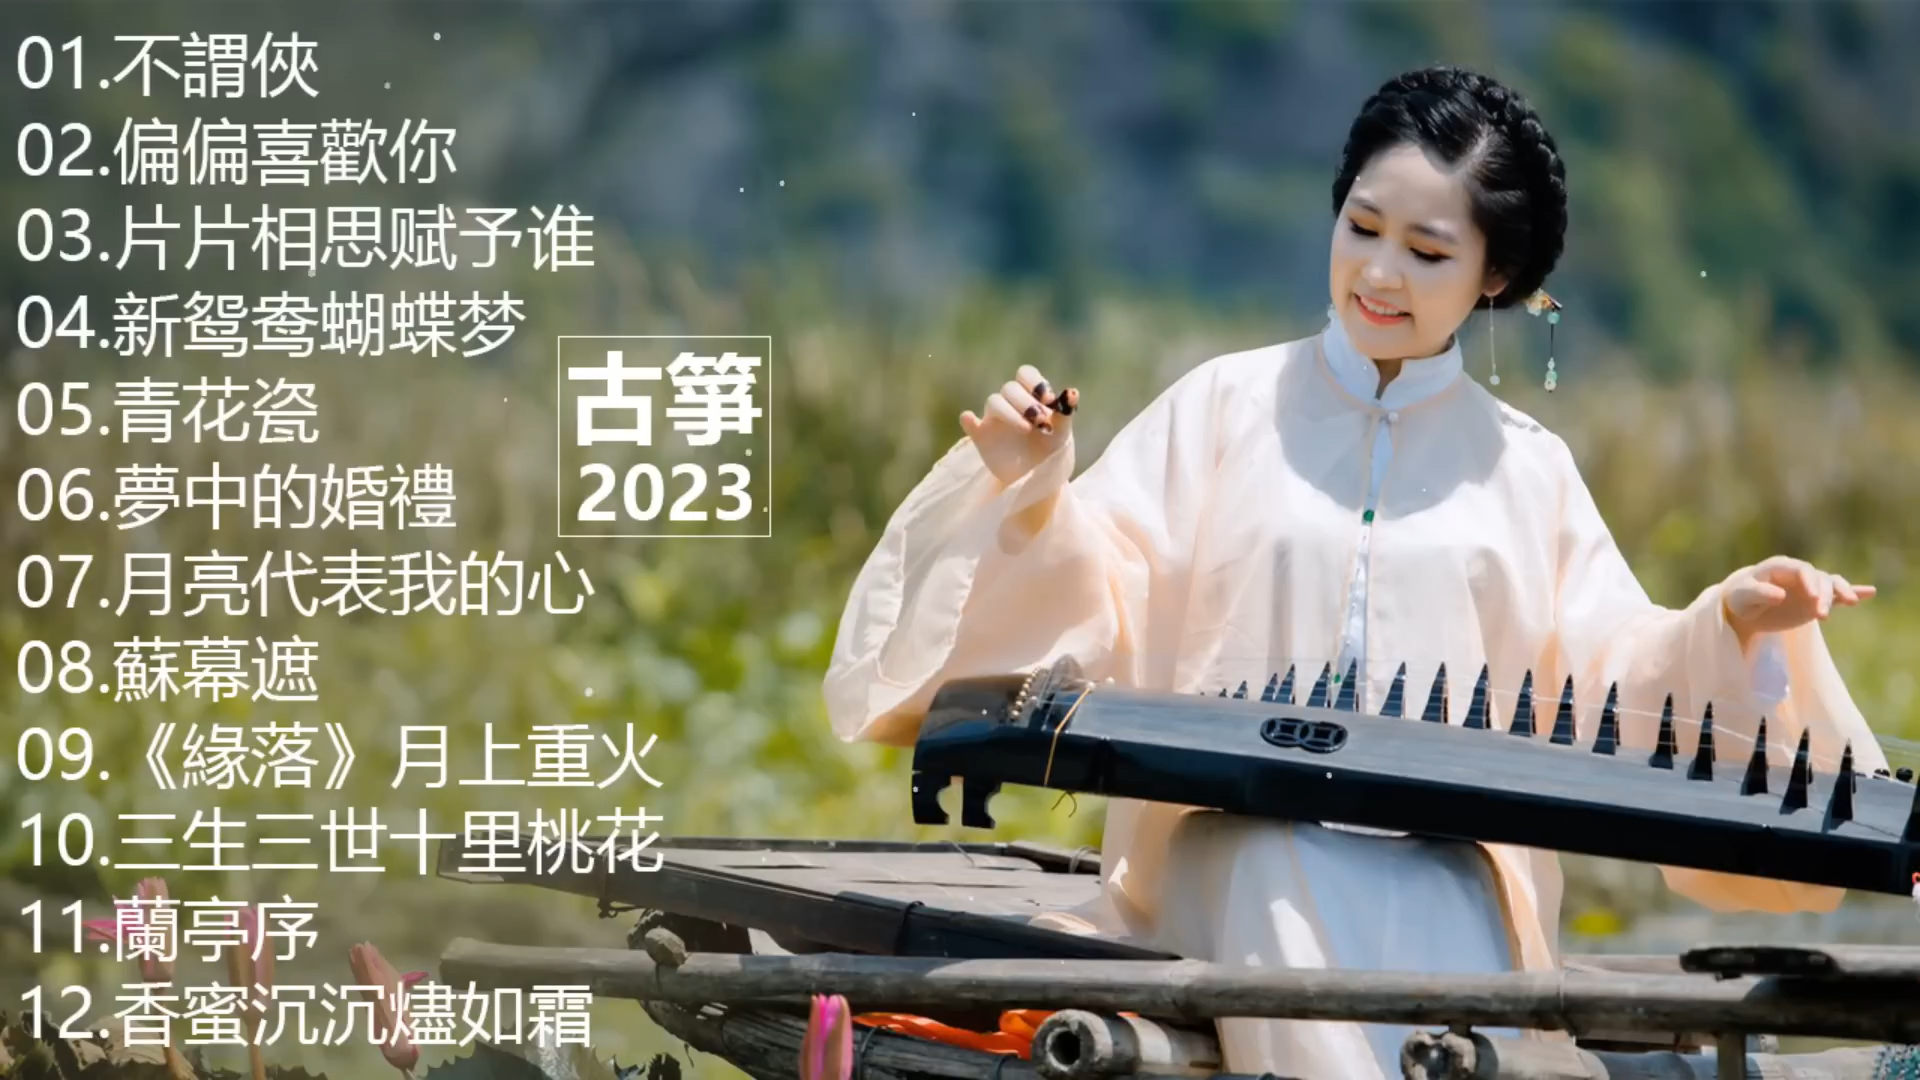 01.不謂俠
02.偏偏喜歡你
03.片片相思赋予谁
04.新鸳鸯蝴蝶梦
05.青花瓷
06.夢中的婚禮
07.月亮代表我的心
08.蘇幕遮
09.《緣落》月上重火
10.三生三世十里桃花
11.蘭亭序
12.香蜜沉沉燼如霜
古箏
2023